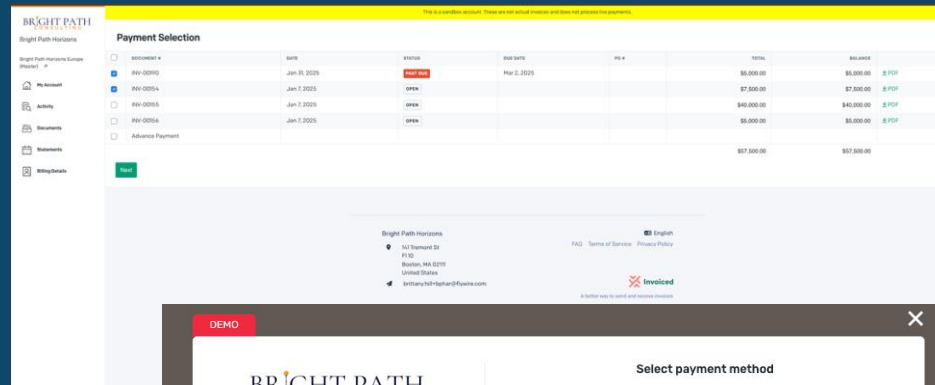 This is a sandbox account. These are not actual invoices and does not process live payments.
BRIGHT PATH
CONSULTING
Bright Path Horizons
Bright Path Horizons Europe
(Master)
My Account
Activity
Documents
Statements
Billing Details
Payment Selection
DOCUMENT # DATE STATUS DUE DATE PO # TOTAL BALANCE
INV-00190 Jan 31, 2025 PAST DUE Mar 2, 2025 $5,000.00 $5,000.00 PDF
INV-00154 Jan 7, 2025 OPEN $7,500.00 $7,500.00 PDF
INV-00155 Jan 7, 2025 OPEN $40,000.00 $40,000.00 PDF
INV-00156 Jan 7, 2025 OPEN $5,000.00 $5,000.00 PDF
Advance Payment
$57,500.00 $57,500.00
Next
Bright Path Horizons
141 Tremont St
Fl 10
Boston, MA 02111
United States
brittany.hill+bphar@flywire.com
English
FAQ Terms of Service Privacy Policy
Invoiced
A better way to send and receive invoices
DEMO
BRIGHT PATH
Select payment method